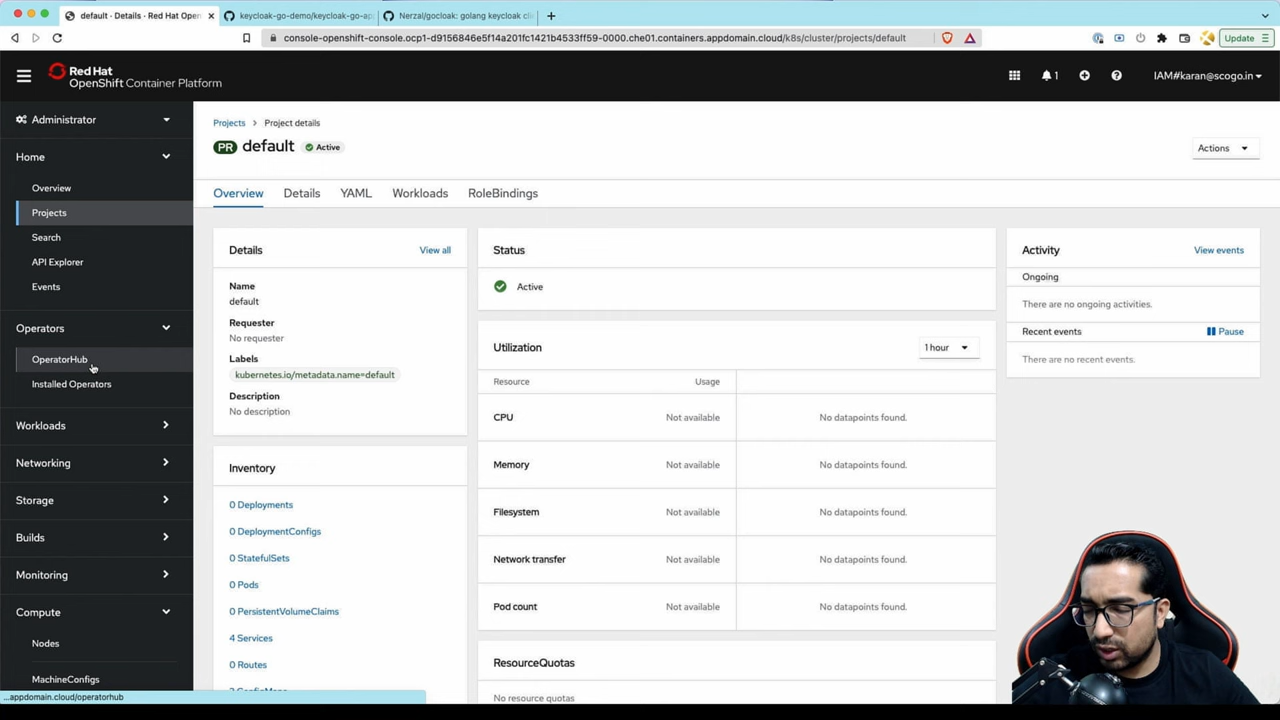 default · Details · Red Hat Open
keycloak-go-demo/keycloak-go-app
Nerzal/gocloak: golang keycloak cl
console-openshift-console.ocp1-d9156846e5f14a201fc1421b4533ff59-0000.che01.containers.appdomain.cloud/k8s/cluster/projects/default
Update
Red Hat
OpenShift Container Platform
1
IAM#karan@scogo.in
Administrator
Home
Overview
Projects
Search
API Explorer
Events
Operators
OperatorHub
Installed Operators
Workloads
Networking
Storage
Builds
Monitoring
Compute
Nodes
MachineConfigs
...appdomain.cloud/operatorhub
Projects > Project details
PR default Active
Actions
Overview Details YAML Workloads RoleBindings
Details View all
Name
default
Requester
No requester
Labels
kubernetes.io/metadata.name=default
Description
No description
Inventory
0 Deployments
0 DeploymentConfigs
0 StatefulSets
0 Pods
0 PersistentVolumeClaims
4 Services
0 Routes
Status
Active
Utilization 1 hour
Resource Usage
CPU Not available No datapoints found.
Memory Not available No datapoints found.
Filesystem Not available No datapoints found.
Network transfer Not available No datapoints found.
Pod count Not available No datapoints found.
ResourceQuotas
No resource quotas
Activity View events
Ongoing
There are no ongoing activities.
Recent events Pause
There are no recent events.